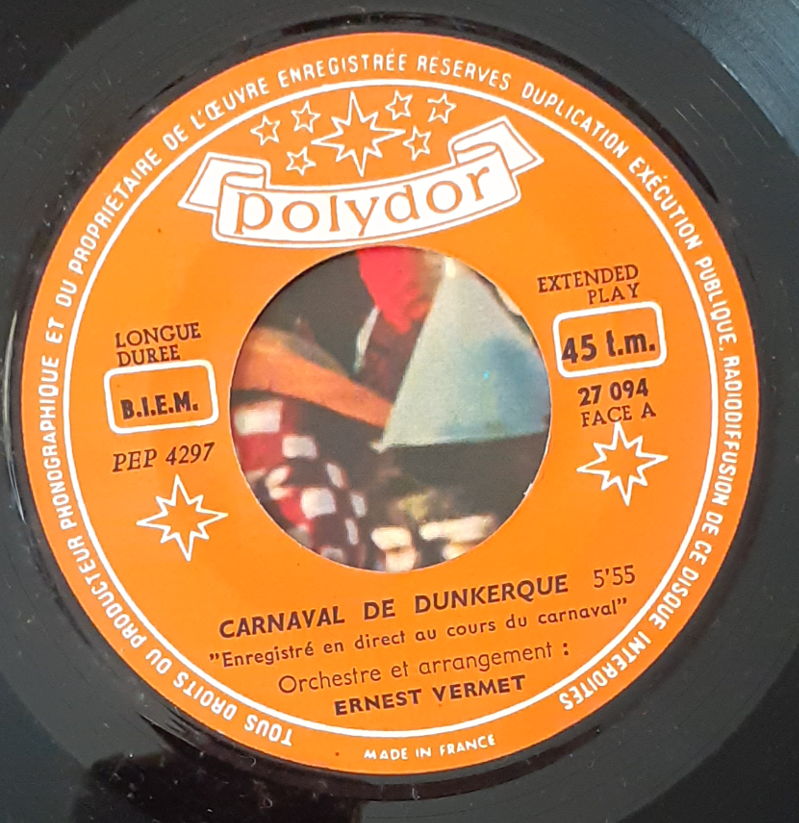 TOUS DROITS DU PRODUCTEUR PHONOGRAPHIQUE ET DU PROPRIÉTAIRE DE L'ŒUVRE ENREGISTRÉE RESERVES DUPLICATION EXÉCUTION PUBLIQUE, RADIODIFFUSION DE CE DISQUE INTERDITES
polydor
LONGUE
DUREE
B.I.E.M.
PEP 4297
EXTENDED
PLAY
45 t.m.
27 094
FACE A
CARNAVAL DE DUNKERQUE 5'55
"Enregistré en direct au cours du carnaval"
Orchestre et arrangement :
ERNEST VERMET
MADE IN FRANCE